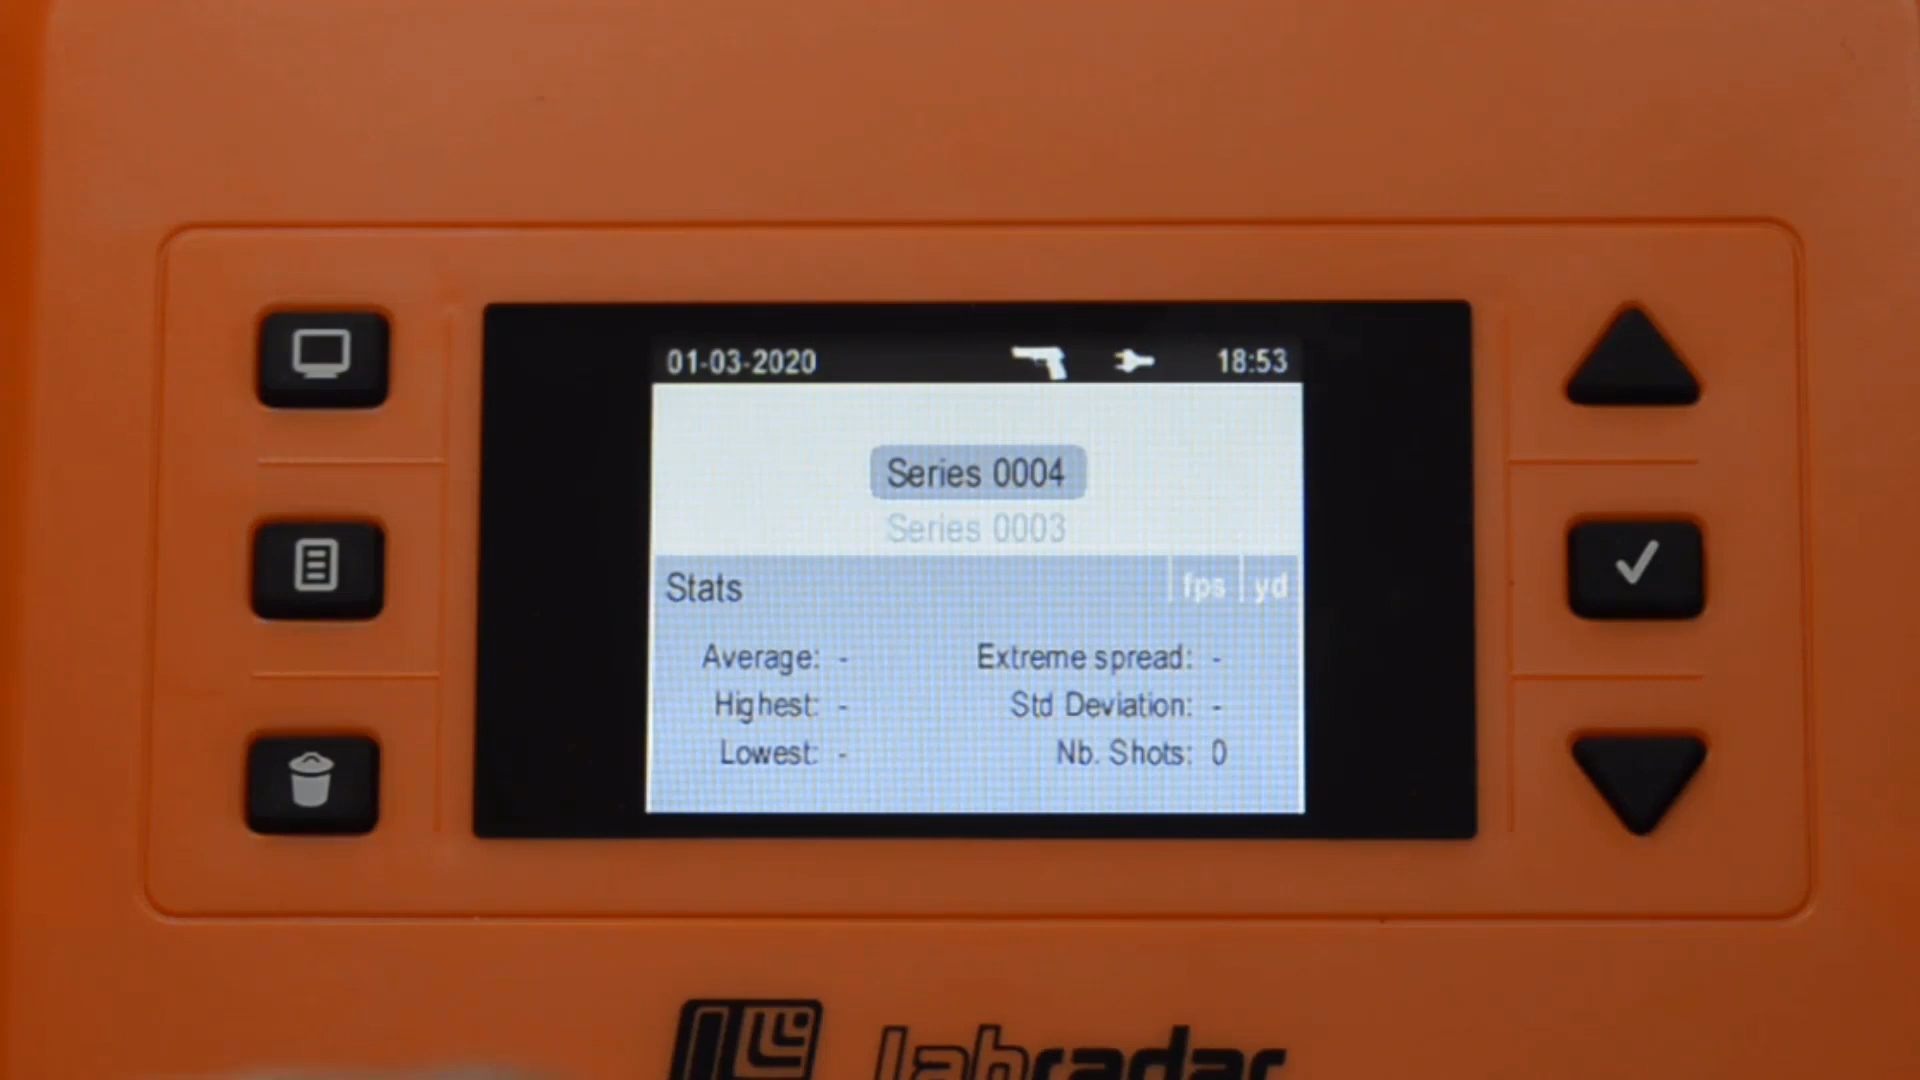 01-03-2020 18:53
Series 0004
Series 0003
Stats fps yd
Average: - Extreme spread: -
Highest: - Std Deviation: -
Lowest: - Nb. Shots: 0
labradar